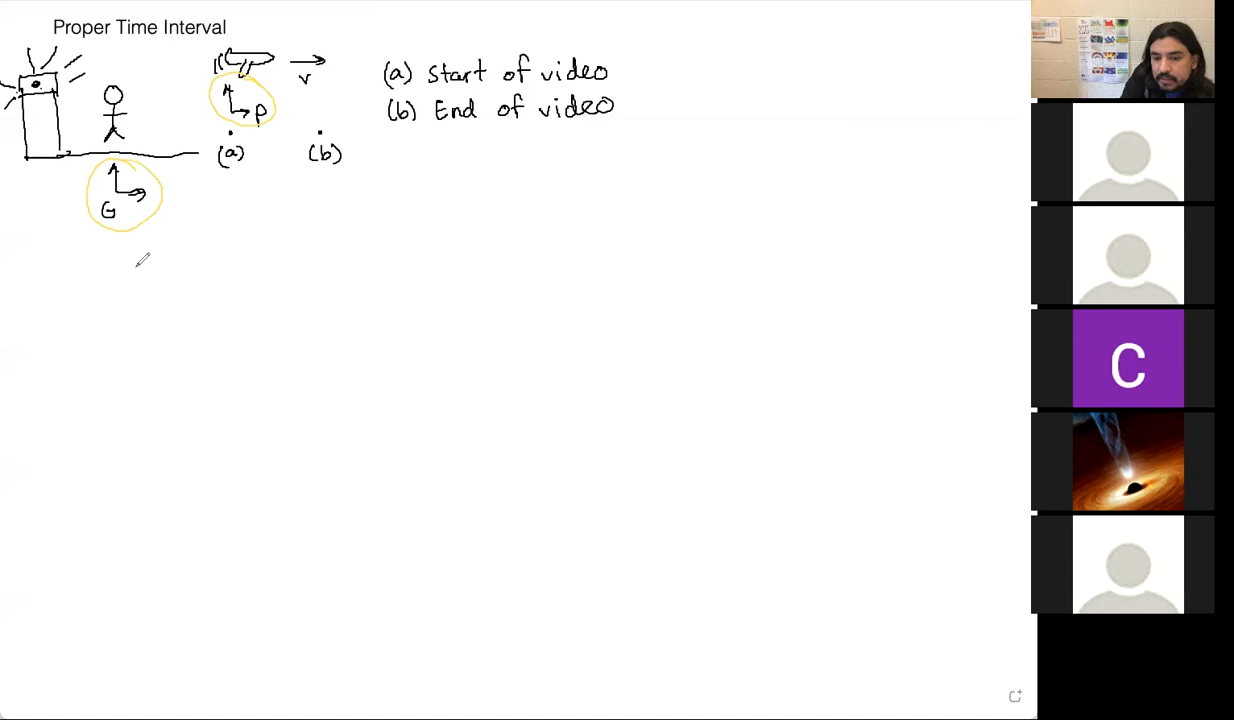 Proper Time Interval
v
P
(a) (b)
G
(a) Start of video
(b) End of video
C